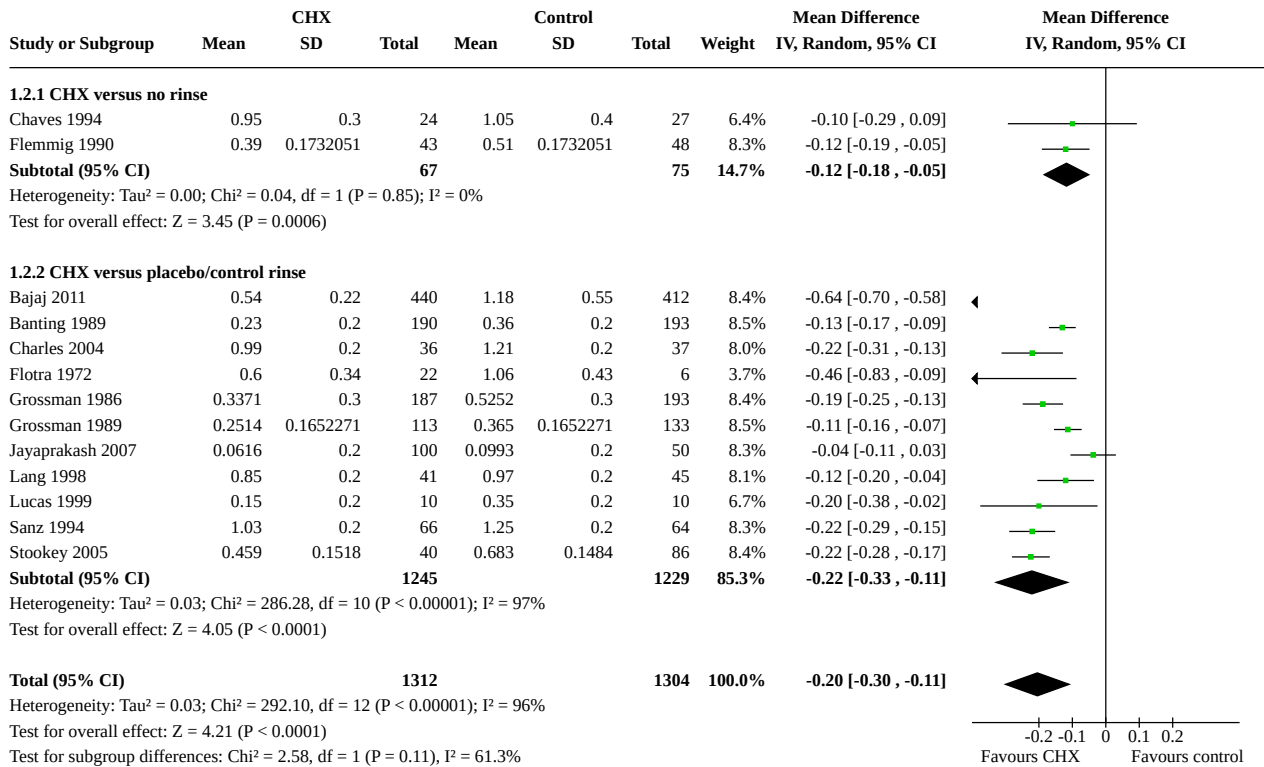 CHX Control Mean Difference Mean Difference
Study or Subgroup Mean SD Total Mean SD Total Weight IV, Random, 95% CI IV, Random, 95% CI
1.2.1 CHX versus no rinse
Chaves 1994 0.95 0.3 24 1.05 0.4 27 6.4% -0.10 [-0.29 , 0.09]
Flemmig 1990 0.39 0.1732051 43 0.51 0.1732051 48 8.3% -0.12 [-0.19 , -0.05]
Subtotal (95% CI) 67 75 14.7% -0.12 [-0.18 , -0.05]
Heterogeneity: Tau² = 0.00; Chi² = 0.04, df = 1 (P = 0.85); I² = 0%
Test for overall effect: Z = 3.45 (P = 0.0006)
1.2.2 CHX versus placebo/control rinse
Bajaj 2011 0.54 0.22 440 1.18 0.55 412 8.4% -0.64 [-0.70 , -0.58]
Banting 1989 0.23 0.2 190 0.36 0.2 193 8.5% -0.13 [-0.17 , -0.09]
Charles 2004 0.99 0.2 36 1.21 0.2 37 8.0% -0.22 [-0.31 , -0.13]
Flotra 1972 0.6 0.34 22 1.06 0.43 6 3.7% -0.46 [-0.83 , -0.09]
Grossman 1986 0.3371 0.3 187 0.5252 0.3 193 8.4% -0.19 [-0.25 , -0.13]
Grossman 1989 0.2514 0.1652271 113 0.365 0.1652271 133 8.5% -0.11 [-0.16 , -0.07]
Jayaprakash 2007 0.0616 0.2 100 0.0993 0.2 50 8.3% -0.04 [-0.11 , 0.03]
Lang 1998 0.85 0.2 41 0.97 0.2 45 8.1% -0.12 [-0.20 , -0.04]
Lucas 1999 0.15 0.2 10 0.35 0.2 10 6.7% -0.20 [-0.38 , -0.02]
Sanz 1994 1.03 0.2 66 1.25 0.2 64 8.3% -0.22 [-0.29 , -0.15]
Stookey 2005 0.459 0.1518 40 0.683 0.1484 86 8.4% -0.22 [-0.28 , -0.17]
Subtotal (95% CI) 1245 1229 85.3% -0.22 [-0.33 , -0.11]
Heterogeneity: Tau² = 0.03; Chi² = 286.28, df = 10 (P < 0.00001); I² = 97%
Test for overall effect: Z = 4.05 (P < 0.0001)
Total (95% CI) 1312 1304 100.0% -0.20 [-0.30 , -0.11]
Heterogeneity: Tau² = 0.03; Chi² = 292.10, df = 12 (P < 0.00001); I² = 96%
Test for overall effect: Z = 4.21 (P < 0.0001) -0.2 -0.1 0 0.1 0.2
Test for subgroup differences: Chi² = 2.58, df = 1 (P = 0.11), I² = 61.3% Favours CHX Favours control